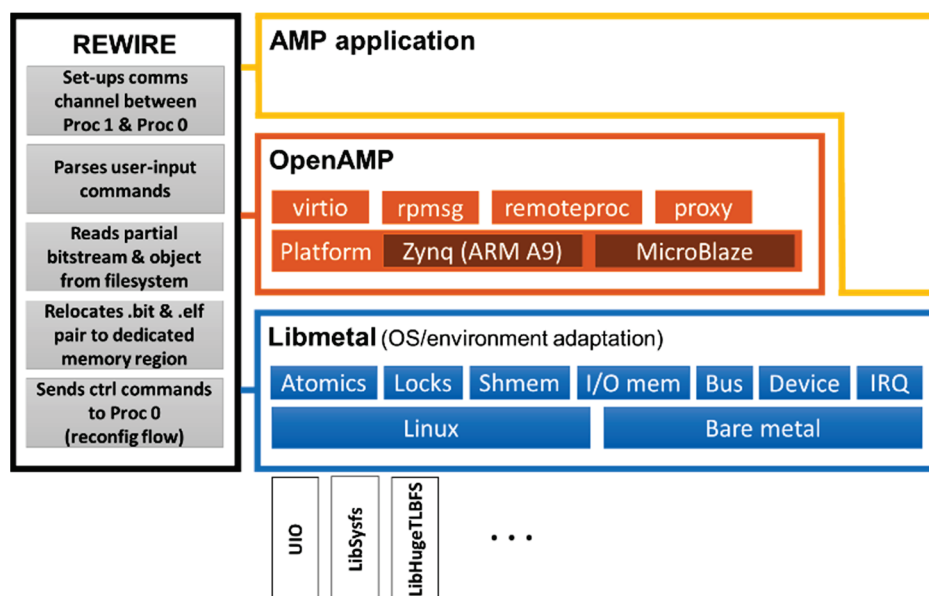 REWIRE
Set-ups comms
channel between
Proc 1 & Proc 0
Parses user-input
commands
Reads partial
bitstream & object
from filesystem
Relocates .bit & .elf
pair to dedicated
memory region
Sends ctrl commands
to Proc 0
(reconfig flow)
AMP application
OpenAMP
virtio rpmsg remoteproc proxy
Platform Zynq (ARM A9) MicroBlaze
Libmetal (OS/environment adaptation)
Atomics Locks Shmem I/O mem Bus Device IRQ
Linux Bare metal
UIO
LibSysfs
LibHugeTLBFS
...